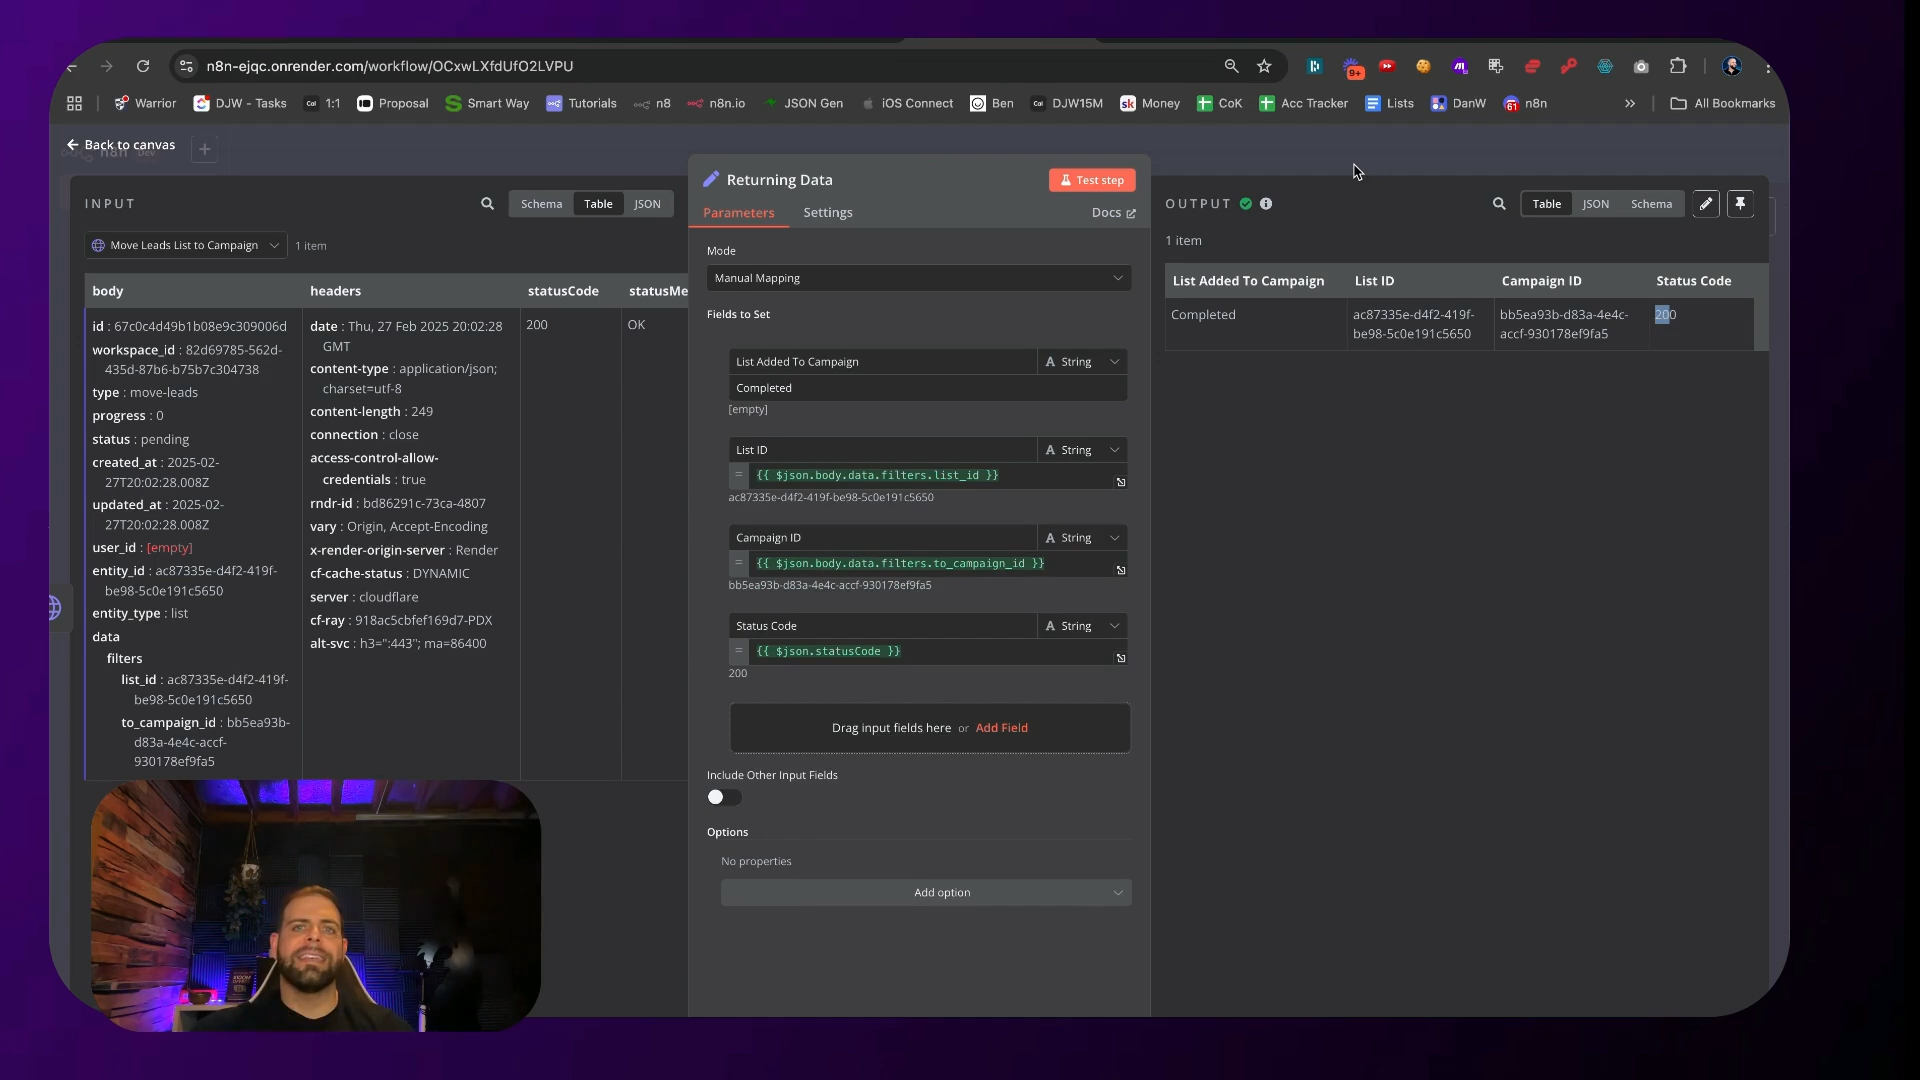 n8n-ejqc.onrender.com/workflow/OCxwLXfdUfO2LVPU
9+
Warrior
DJW - Tasks
Cal 1:1
Proposal
Smart Way
Tutorials
n8
n8n.io
JSON Gen
iOS Connect
Ben
Cal DJW15M
sk Money
CoK
Acc Tracker
Lists
DanW
61 n8n
»
All Bookmarks
Back to canvas
INPUT
Schema
Table
JSON
Move Leads List to Campaign
1 item
body
headers
statusCode
statusMe
id : 67c0c4d49b1b08e9c309006d
workspace_id : 82d69785-562d-
435d-87b6-b75b7c304738
type : move-leads
progress : 0
status : pending
created_at : 2025-02-
27T20:02:28.008Z
updated_at : 2025-02-
27T20:02:28.008Z
user_id : [empty]
entity_id : ac87335e-d4f2-419f-
be98-5c0e191c5650
entity_type : list
data
filters
list_id : ac87335e-d4f2-419f-
be98-5c0e191c5650
to_campaign_id : bb5ea93b-
d83a-4e4c-accf-
930178ef9fa5
date : Thu, 27 Feb 2025 20:02:28
GMT
content-type : application/json;
charset=utf-8
content-length : 249
connection : close
access-control-allow-
credentials : true
rndr-id : bd86291c-73ca-4807
vary : Origin, Accept-Encoding
x-render-origin-server : Render
cf-cache-status : DYNAMIC
server : cloudflare
cf-ray : 918ac5cbfef169d7-PDX
alt-svc : h3=":443"; ma=86400
200
OK
Returning Data
Test step
Parameters
Settings
Docs
Mode
Manual Mapping
Fields to Set
List Added To Campaign
A String
Completed
[empty]
List ID
A String
= {{ $json.body.data.filters.list_id }}
ac87335e-d4f2-419f-be98-5c0e191c5650
Campaign ID
A String
= {{ $json.body.data.filters.to_campaign_id }}
bb5ea93b-d83a-4e4c-accf-930178ef9fa5
Status Code
A String
= {{ $json.statusCode }}
200
Drag input fields here or Add Field
Include Other Input Fields
Options
No properties
Add option
OUTPUT
Table
JSON
Schema
1 item
List Added To Campaign
List ID
Campaign ID
Status Code
Completed
ac87335e-d4f2-419f-
be98-5c0e191c5650
bb5ea93b-d83a-4e4c-
accf-930178ef9fa5
200